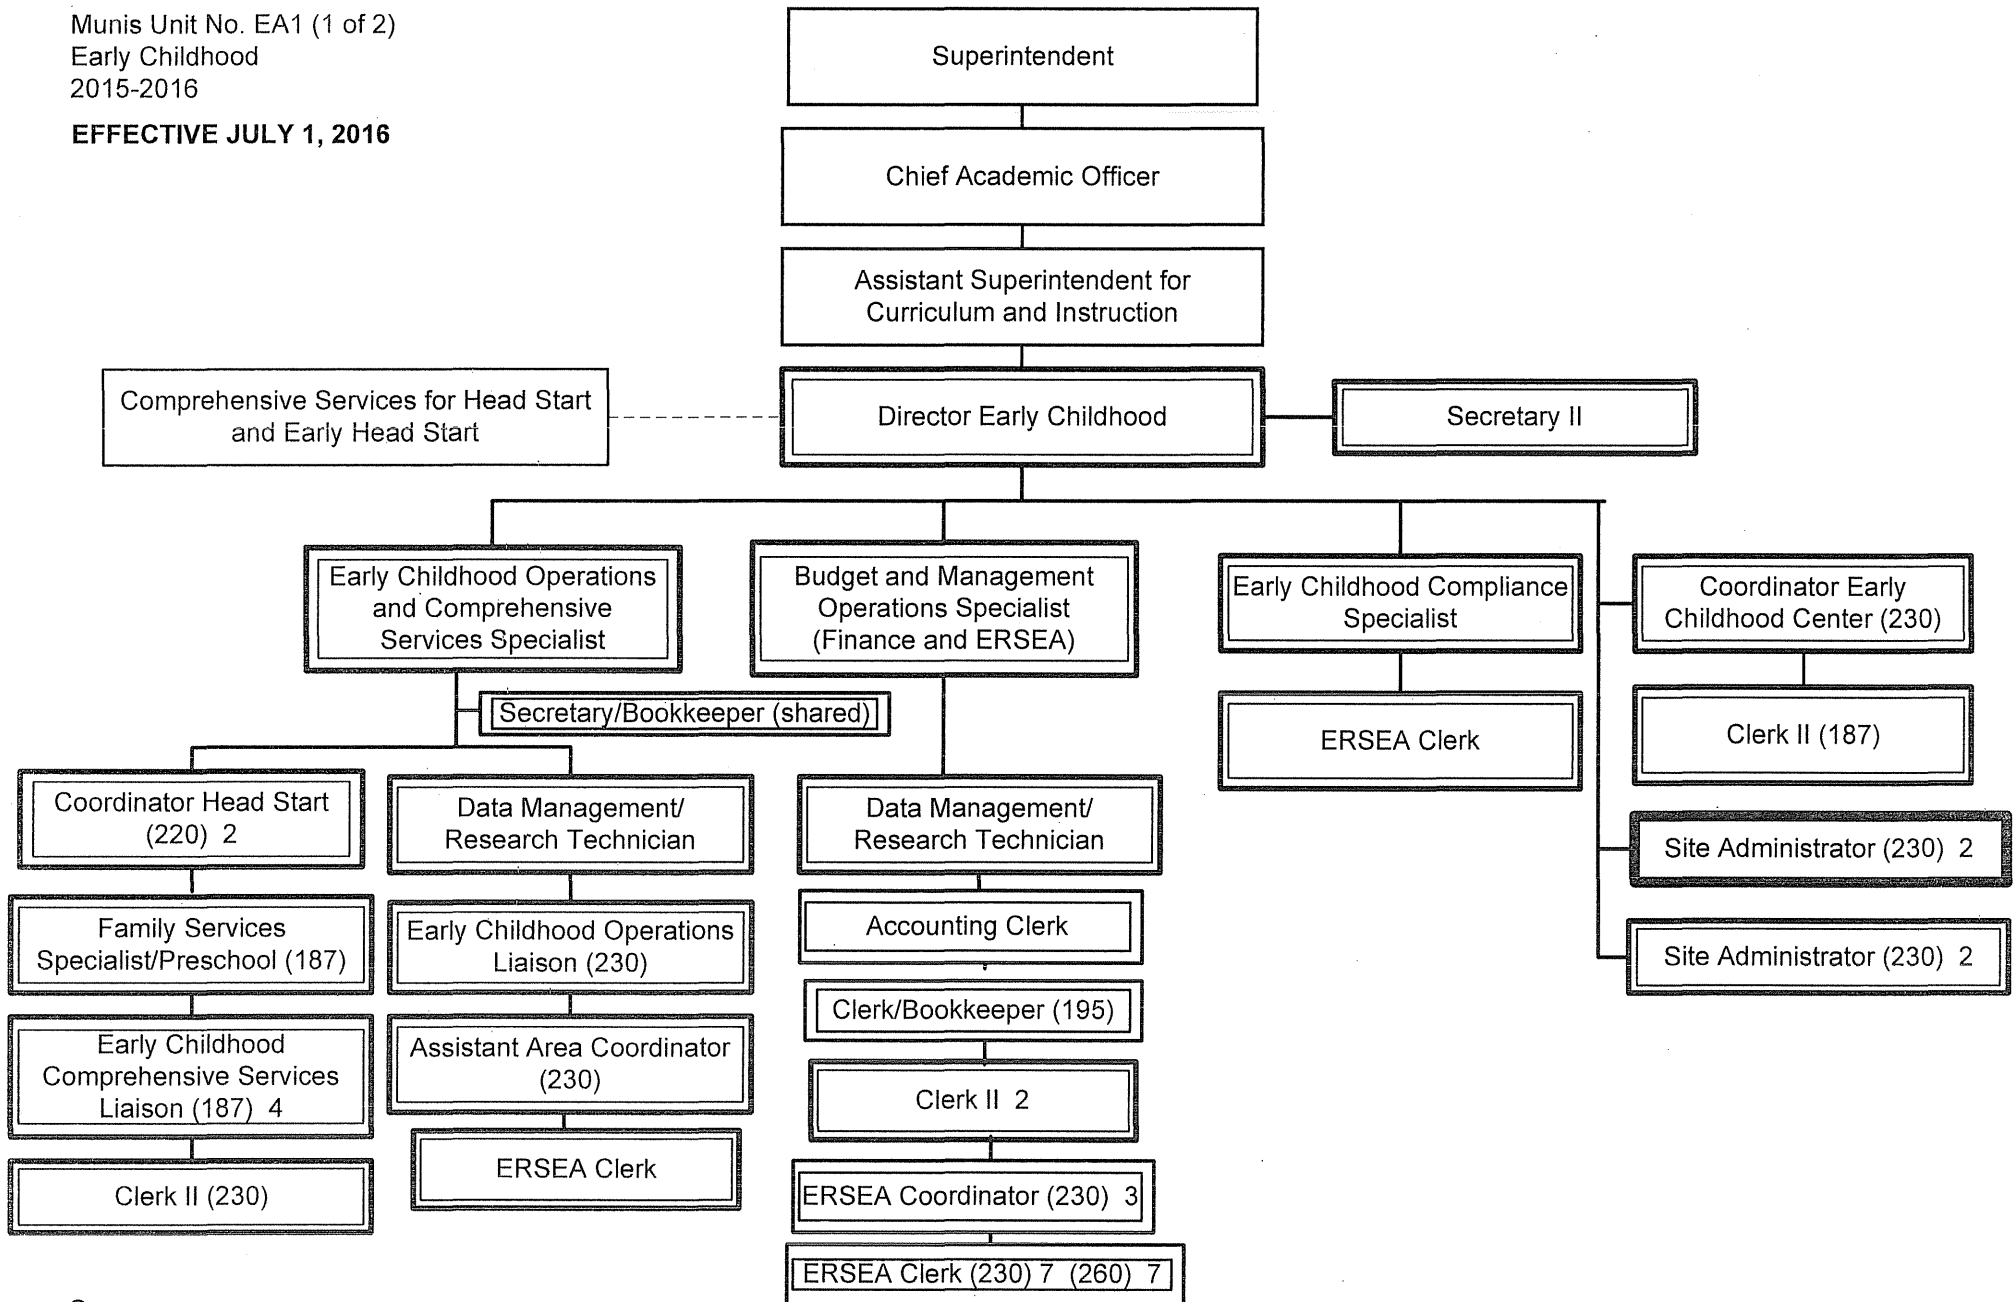 Munis Unit No. EA1 (1 of 2)
Early Childhood
2015-2016
EFFECTIVE JULY 1, 2016
Superintendent
Chief Academic Officer
Assistant Superintendent for
Curriculum and Instruction
Comprehensive Services for Head Start
and Early Head Start
Director Early Childhood
Secretary II
Early Childhood Operations
and Comprehensive
Services Specialist
Budget and Management
Operations Specialist
(Finance and ERSEA)
Early Childhood Compliance
Specialist
Coordinator Early
Childhood Center (230)
Secretary/Bookkeeper (shared)
ERSEA Clerk
Clerk II (187)
Coordinator Head Start
(220) 2
Data Management/
Research Technician
Data Management/
Research Technician
Site Administrator (230) 2
Family Services
Specialist/Preschool (187)
Early Childhood Operations
Liaison (230)
Accounting Clerk
Site Administrator (230) 2
Clerk/Bookkeeper (195)
Early Childhood
Comprehensive Services
Liaison (187) 4
Assistant Area Coordinator
(230)
Clerk II 2
Clerk II (230)
ERSEA Clerk
ERSEA Coordinator (230) 3
ERSEA Clerk (230) 7 (260) 7